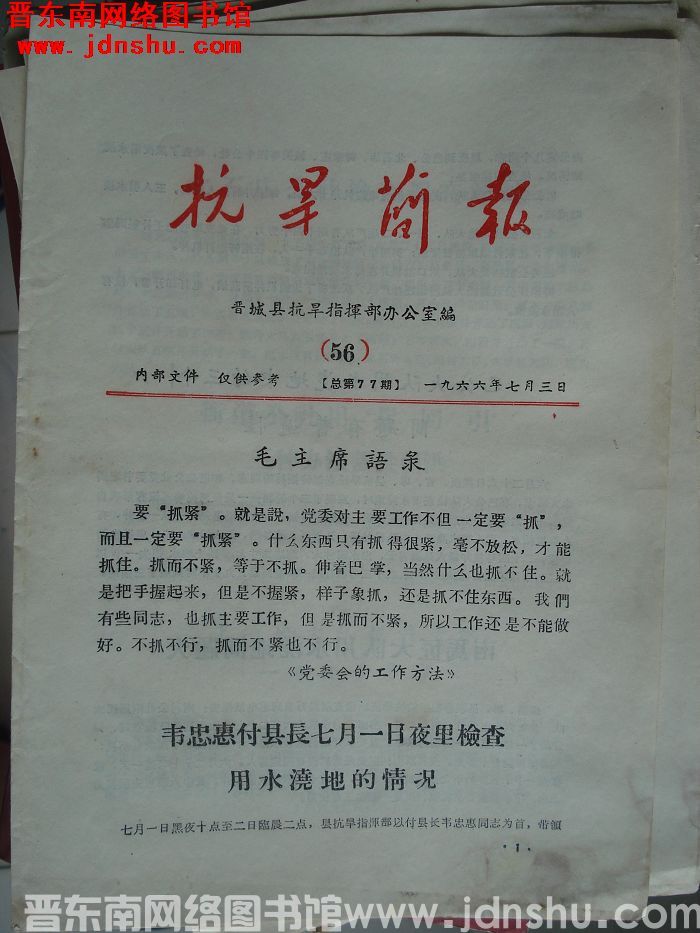 晋东南网络图书馆
www.jdnshu.com
抗旱简报
晋城县抗旱指揮部办公室編
(56)
内部文件 仅供参考 【总第77期】 一九六六年七月三日
毛主席語录
要“抓紧”。就是說，党委对主要工作不但一定要“抓”，
而且一定要“抓紧”。什么东西只有抓得很紧，毫不放松，才能
抓住。抓而不紧，等于不抓。伸着巴掌，当然什么也抓不住。就
是把手握起来，但是不握紧，样子象抓，还是抓不住东西。我們
有些同志，也抓主要工作，但是抓而不紧，所以工作还是不能做
好。不抓不行，抓而不紧也不行。
《党委会的工作方法》
韦忠惠付县長七月一日夜里檢查
用水澆地的情况
七月一日黑夜十点至二日臨晨二点，县抗旱指揮部以付县长韦忠惠同志为首，带領
·1·
晋东南网络图书馆www.jdnshu.com